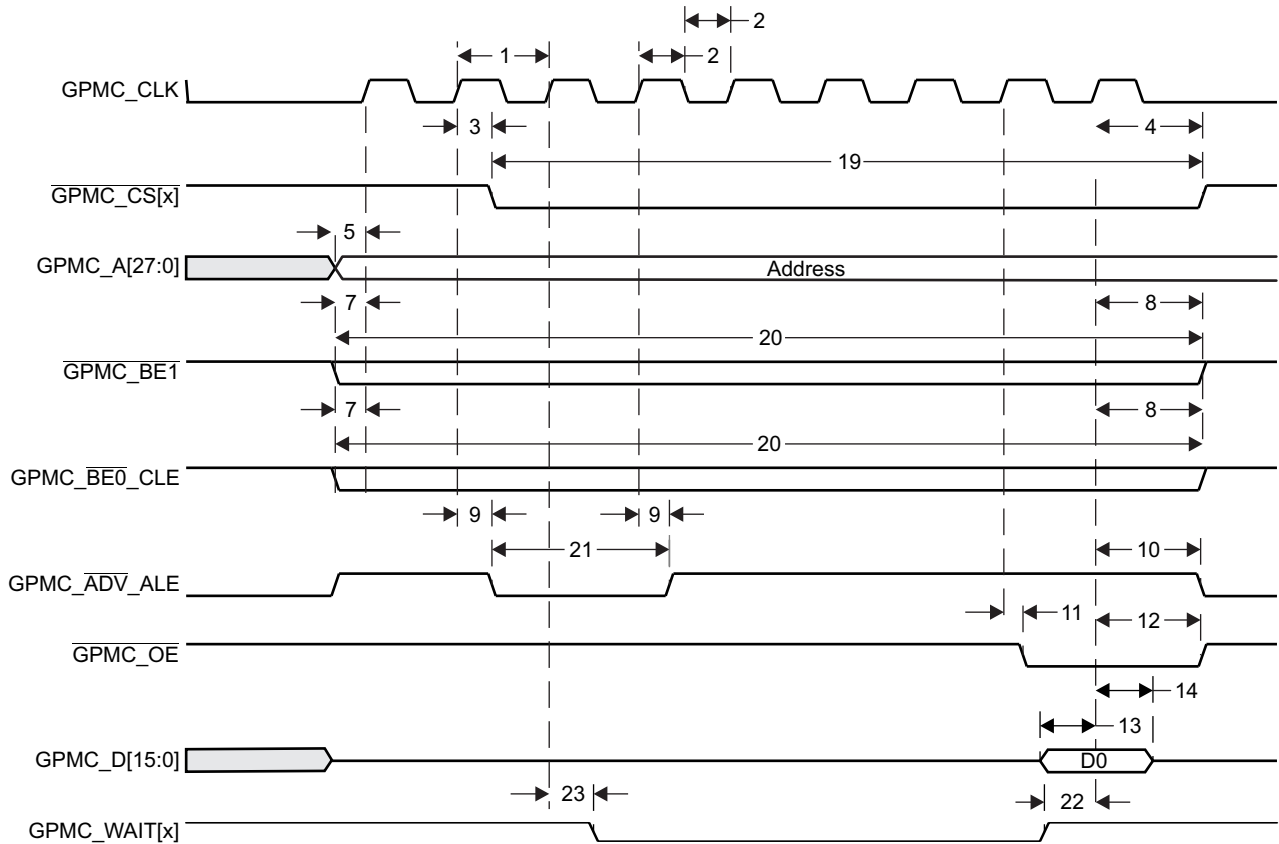 2
1
2
GPMC_CLK
3
4
19
GPMC_CS[x]
5
GPMC_A[27:0]
Address
7
8
20
GPMC_BE1
7
8
20
GPMC_BE0_CLE
9
9
21
10
GPMC_ADV_ALE
11
12
GPMC_OE
14
13
GPMC_D[15:0]
D0
23
22
GPMC_WAIT[x]